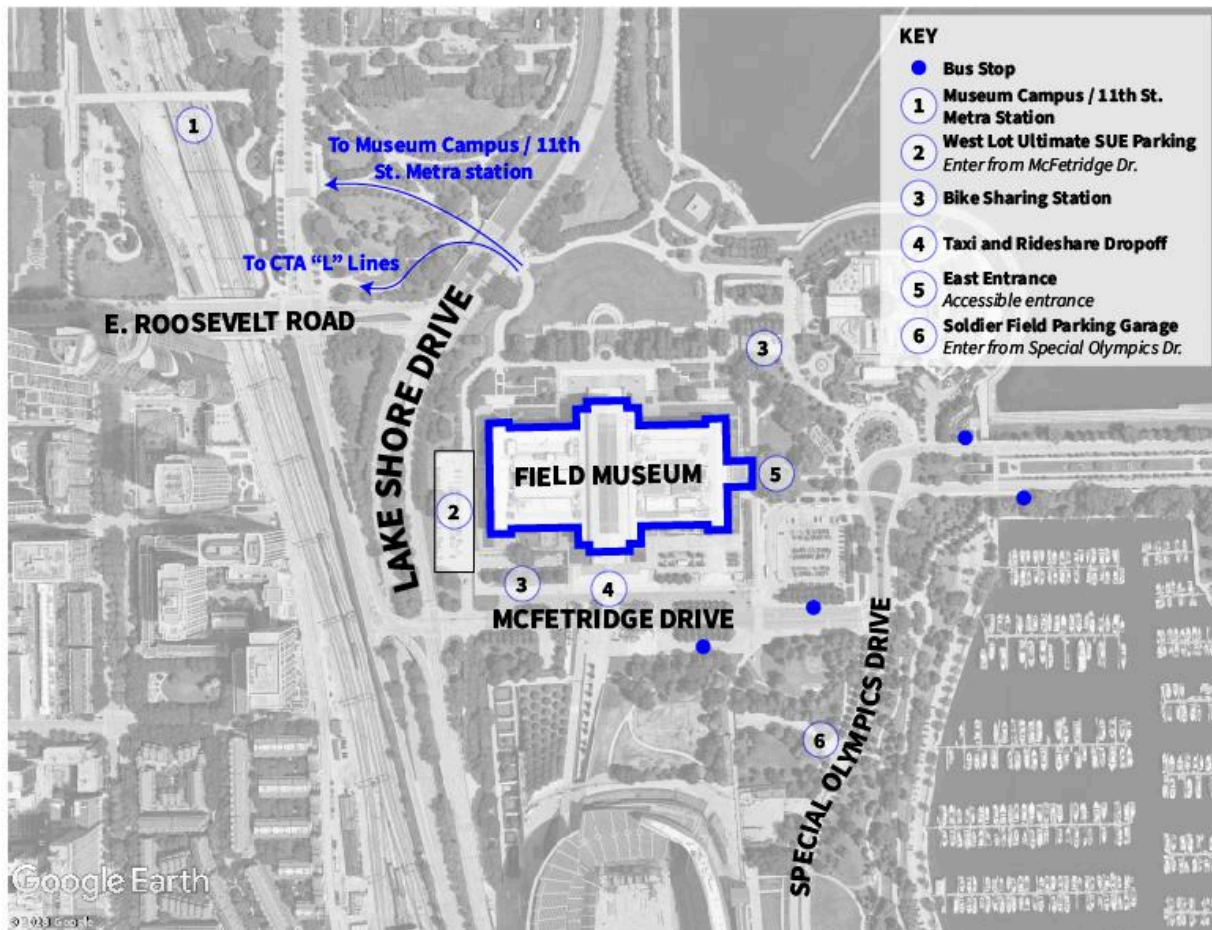 KEY
Bus Stop
1 Museum Campus / 11th St.
Metra Station
2 West Lot Ultimate SUE Parking
Enter from McFetridge Dr.
3 Bike Sharing Station
4 Taxi and Rideshare Dropoff
5 East Entrance
Accessible entrance
6 Soldier Field Parking Garage
Enter from Special Olympics Dr.
1
To Museum Campus / 11th
St. Metra station
To CTA “L” Lines
E. ROOSEVELT ROAD
LAKE SHORE DRIVE
3
FIELD MUSEUM
5
2
3
4
MCFETRIDGE DRIVE
SPECIAL OLYMPICS DRIVE
6
Google Earth
Google